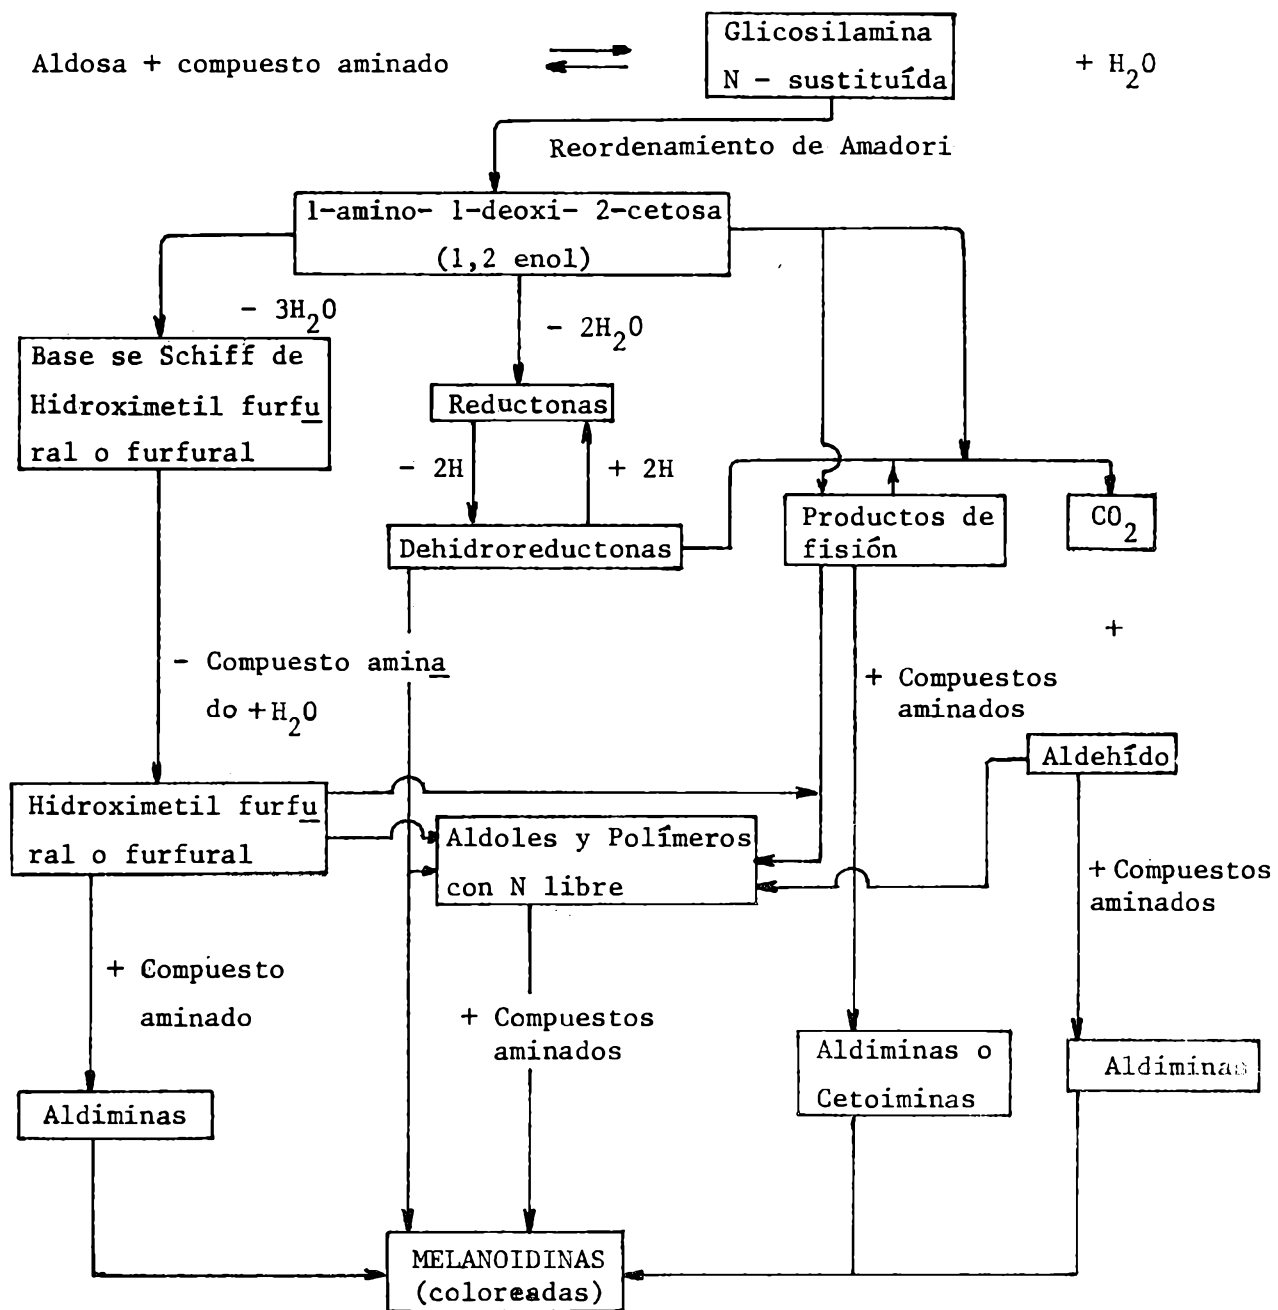 Glicosilamina
Aldosa + compuesto aminado
N - sustituída
+ H2O
Reordenamiento de Amadori
1-amino- 1-deoxi- 2-cetosa
(1,2 enol)
- 3H2O
- 2H2O
Base se Schiff de
Hidroximetil furfu
ral o furfural
Reductonas
- 2H
+ 2H
Productos de
fisión
CO2
Dehidroreductonas
+
- Compuesto amina
do + H2O
+ Compuestos
aminados
Aldehído
Hidroximetil furfu
ral o furfural
Aldoles y Polímeros
con N libre
+ Compuestos
aminados
+ Compuesto
aminado
+ Compuestos
aminados
Aldiminas o
Cetoiminas
Aldiminas
Aldiminas
MELANOIDINAS
(coloreadas)